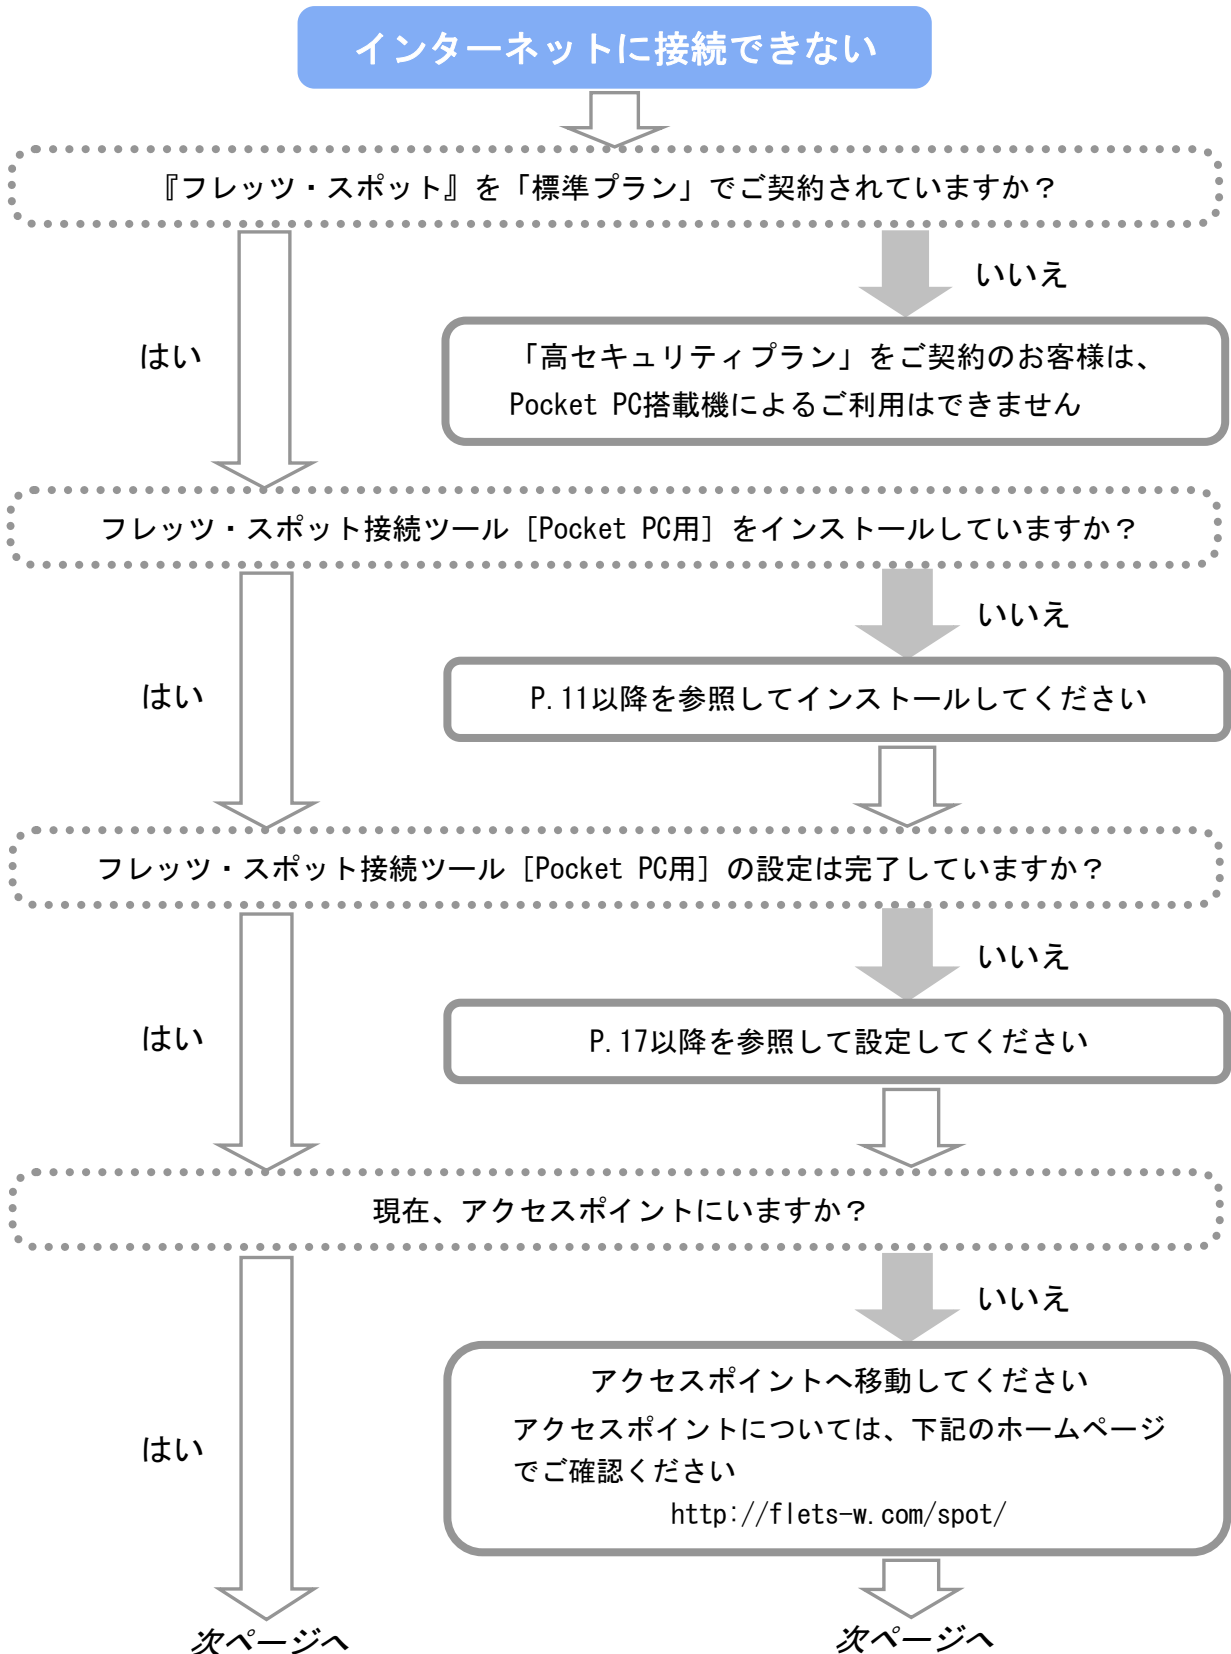 インターネットに接続できない
『フレッツ・スポット』を「標準プラン」でご契約されていますか？
いいえ
はい
「高セキュリティプラン」をご契約のお客様は、
Pocket PC搭載機によるご利用はできません
フレッツ・スポット接続ツール［Pocket PC用］をインストールしていますか？
いいえ
はい
P.11以降を参照してインストールしてください
フレッツ・スポット接続ツール［Pocket PC用］の設定は完了していますか？
いいえ
はい
P.17以降を参照して設定してください
現在、アクセスポイントにいますか？
いいえ
はい
アクセスポイントへ移動してください
アクセスポイントについては、下記のホームページ
でご確認ください
http://flets-w.com/spot/
次ページへ
次ページへ